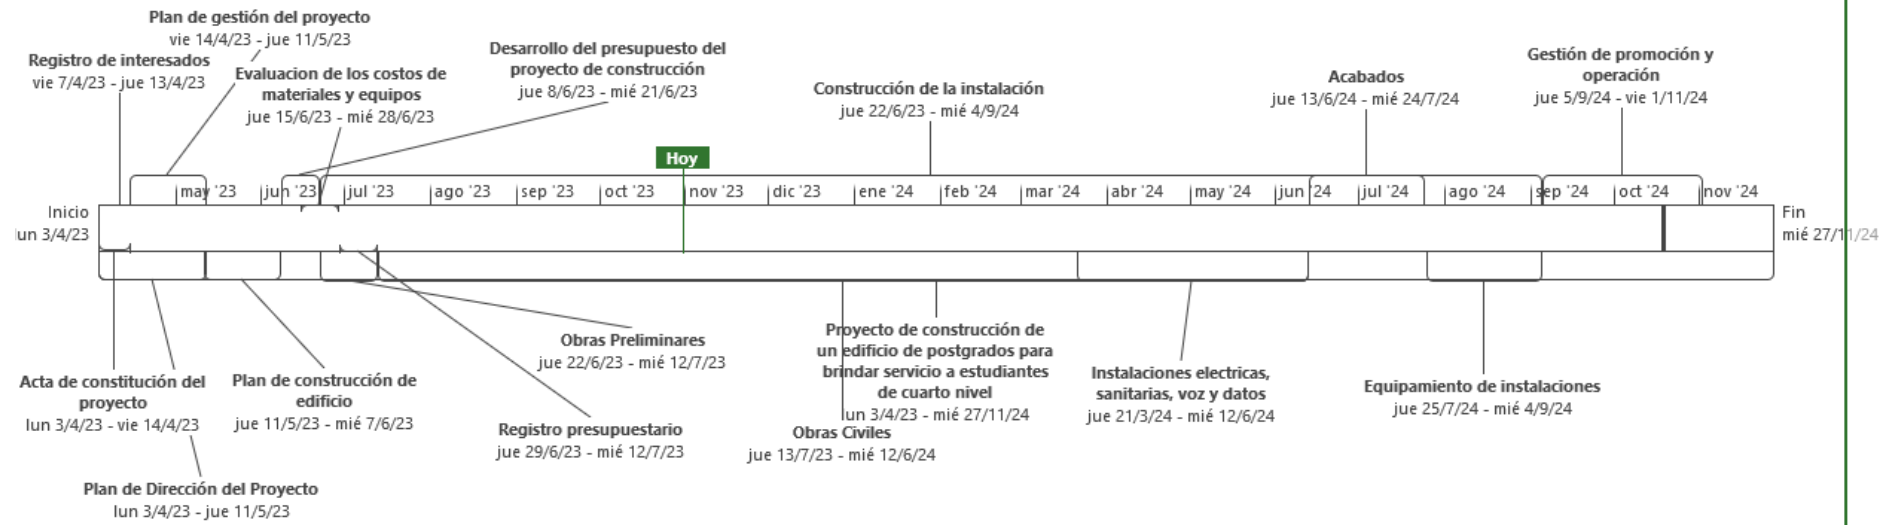 Plan de gestión del proyecto
vie 14/4/23 - jue 11/5/23
Registro de interesados
vie 7/4/23 - jue 13/4/23
Evaluacion de los costos de
materiales y equipos
jue 15/6/23 - mié 28/6/23
Desarrollo del presupuesto del
proyecto de construcción
jue 8/6/23 - mié 21/6/23
Construcción de la instalación
jue 22/6/23 - mié 4/9/24
Acabados
jue 13/6/24 - mié 24/7/24
Gestión de promoción y
operación
jue 5/9/24 - vie 1/11/24
Hoy
may '23 jun '23 jul '23 ago '23 sep '23 oct '23 nov '23 dic '23 ene '24 feb '24 mar '24 abr '24 may '24 jun '24 jul '24 ago '24 sep '24 oct '24 nov '24
Inicio
lun 3/4/23
Fin
mié 27/11/24
Obras Preliminares
jue 22/6/23 - mié 12/7/23
Proyecto de construcción de
un edificio de postgrados para
brindar servicio a estudiantes
de cuarto nivel
lun 3/4/23 - mié 27/11/24
Acta de constitución del
proyecto
lun 3/4/23 - vie 14/4/23
Plan de construcción de
edificio
jue 11/5/23 - mié 7/6/23
Instalaciones electricas,
sanitarias, voz y datos
jue 21/3/24 - mié 12/6/24
Equipamiento de instalaciones
jue 25/7/24 - mié 4/9/24
Registro presupuestario
jue 29/6/23 - mié 12/7/23
Obras Civiles
jue 13/7/23 - mié 12/6/24
Plan de Dirección del Proyecto
lun 3/4/23 - jue 11/5/23